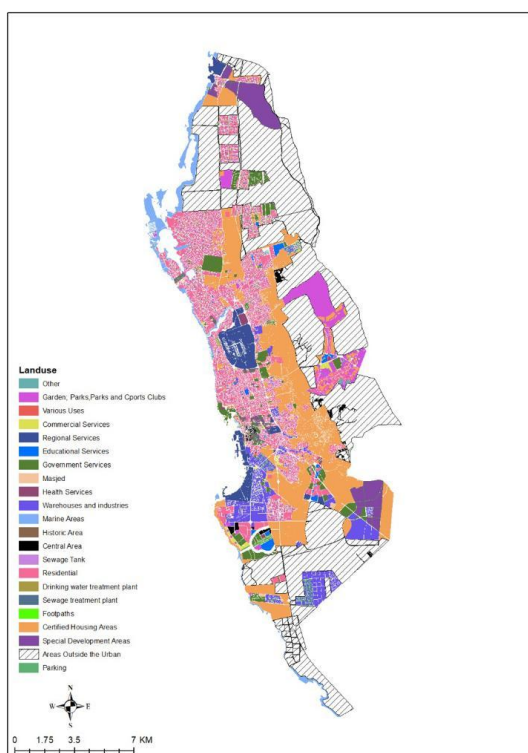 Landuse
Other
Garden, Parks,Parks and Cports Clubs
Various Uses
Commercial Services
Regional Services
Educational Services
Government Services
Masjed
Health Services
Warehouses and industries
Marine Areas
Historic Area
Central Area
Sewage Tank
Residential
Drinking water treatment plant
Sewage treatment plant
Footpaths
Certified Housing Areas
Special Development Areas
Areas Outside the Urban
Parking
N
W E
S
0 1.75 3.5 7 KM